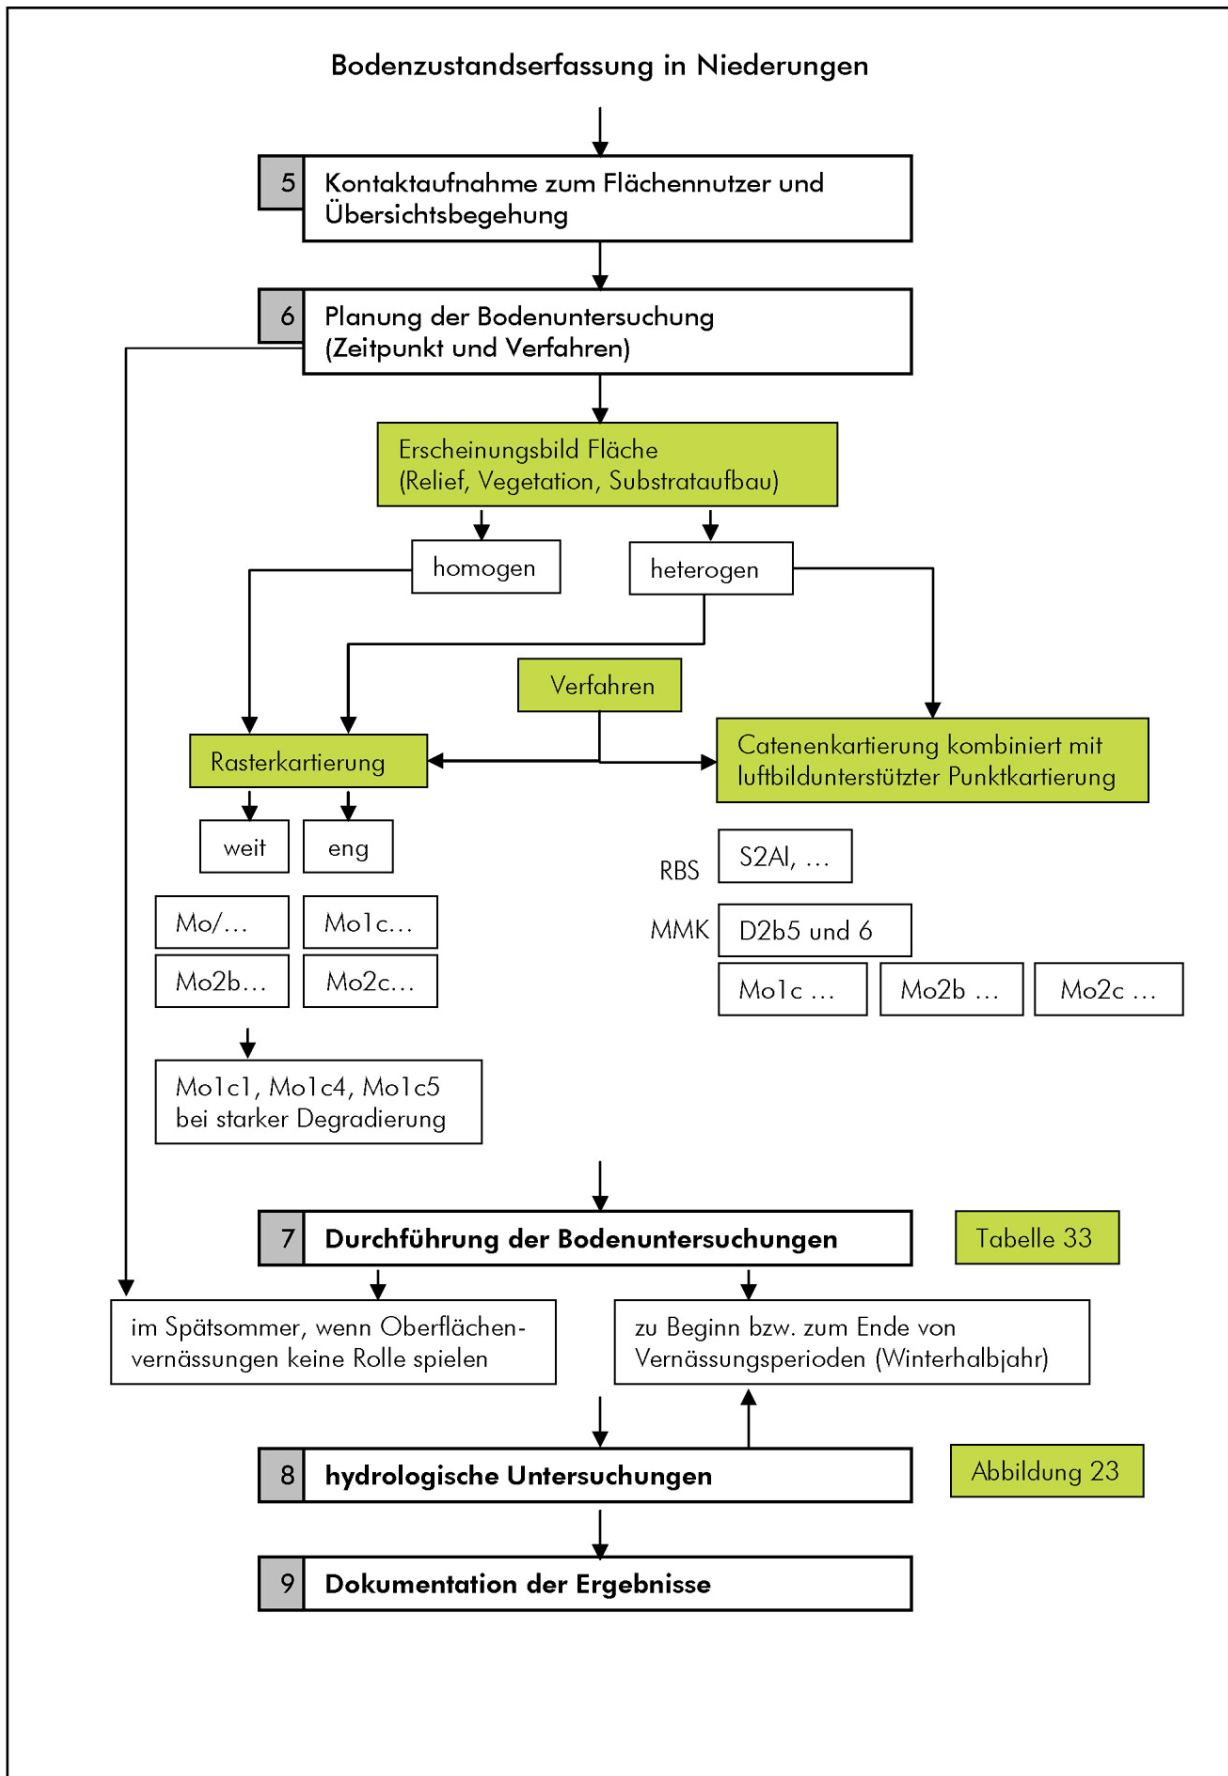 Bodenzustandserfassung in Niederungen
5
Kontaktaufnahme zum Flächennutzer und
Übersichtsbegehung
6
Planung der Bodenuntersuchung
(Zeitpunkt und Verfahren)
Erscheinungsbild Fläche
(Relief, Vegetation, Substrataufbau)
homogen
heterogen
Verfahren
Rasterkartierung
Catenenkartierung kombiniert mit
luftbildunterstützter Punktkartierung
weit
eng
RBS
S2Al, ...
Mo/...
Mo1c...
MMK
D2b5 und 6
Mo2b...
Mo2c...
Mo1c ...
Mo2b ...
Mo2c ...
Mo1c1, Mo1c4, Mo1c5
bei starker Degradierung
7
Durchführung der Bodenuntersuchungen
Tabelle 33
im Spätsommer, wenn Oberflächen-
vernässungen keine Rolle spielen
zu Beginn bzw. zum Ende von
Vernässungsperioden (Winterhalbjahr)
8
hydrologische Untersuchungen
Abbildung 23
9
Dokumentation der Ergebnisse